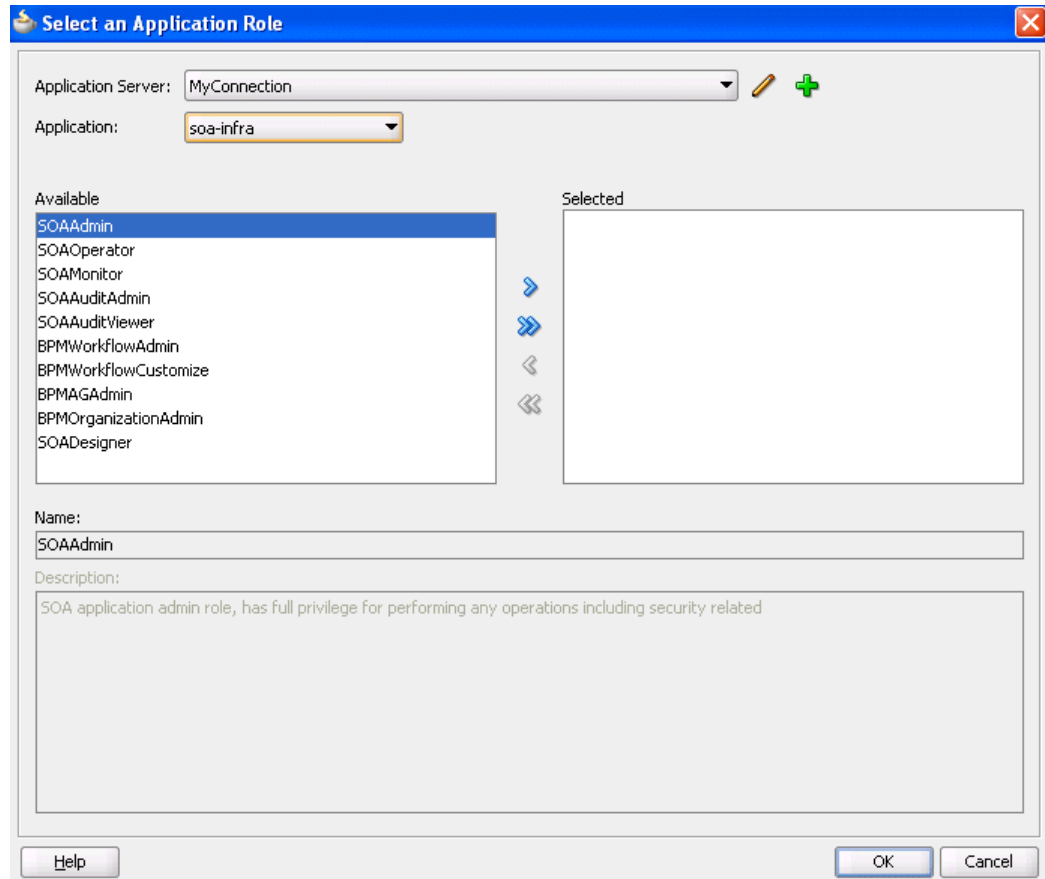 Select an Application Role
Application Server: MyConnection
Application: soa-infra
Available
Selected
SOAAdmin
SOAOperator
SOAMonitor
SOAAuditAdmin
SOAAuditViewer
BPMWorkflowAdmin
BPMWorkflowCustomize
BPMAGAdmin
BPMOrganizationAdmin
SOADesigner
Name:
SOAAdmin
Description:
SOA application admin role, has full privilege for performing any operations including security related
Help
OK
Cancel